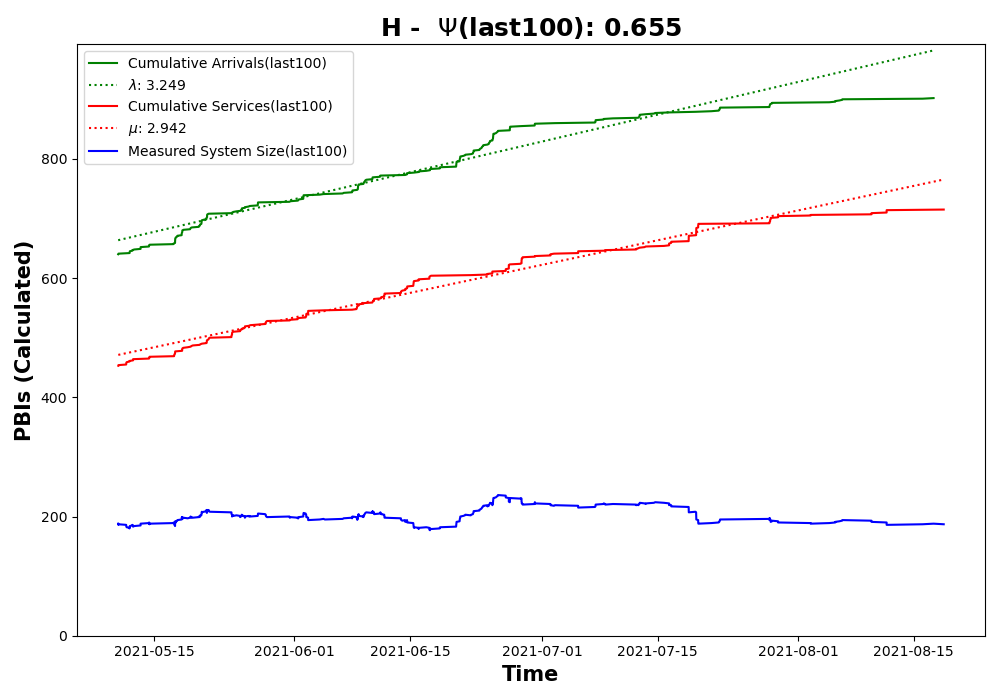 H - Ψ(last100): 0.655
Cumulative Arrivals(last100)
λ: 3.249
Cumulative Services(last100)
μ: 2.942
Measured System Size(last100)
PBIs (Calculated)
800
600
400
200
0
2021-05-15 2021-06-01 2021-06-15 2021-07-01 2021-07-15 2021-08-01 2021-08-15
Time